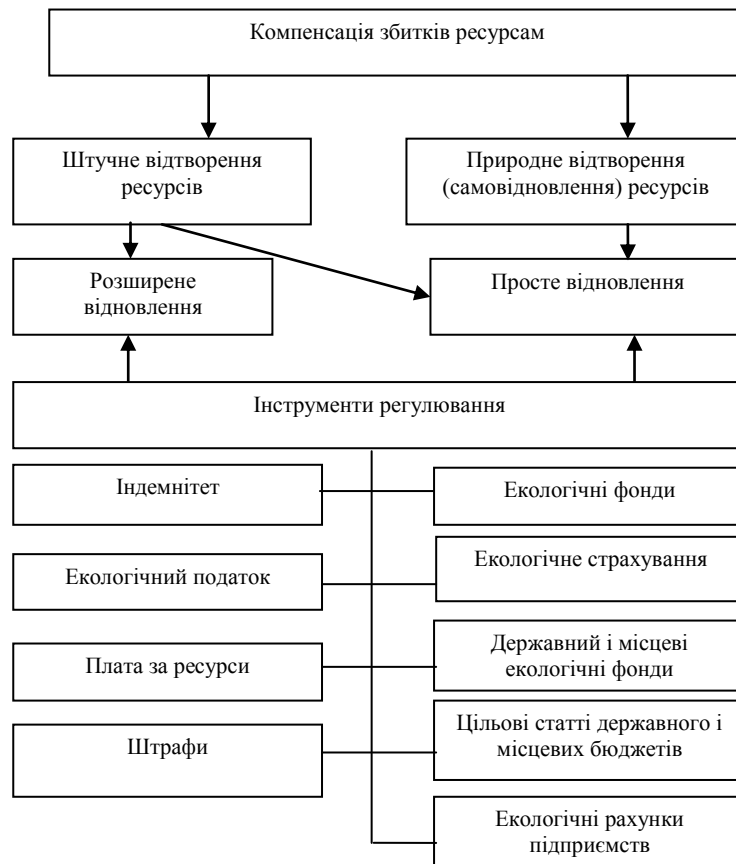 Компенсація збитків ресурсам
Штучне відтворення
ресурсів
Природне відтворення
(самовідновлення) ресурсів
Розширене
відновлення
Просте відновлення
Інструменти регулювання
Індемнітет
Екологічні фонди
Екологічний податок
Екологічне страхування
Плата за ресурси
Державний і місцеві
екологічні фонди
Штрафи
Цільові статті державного і
місцевих бюджетів
Екологічні рахунки
підприємств